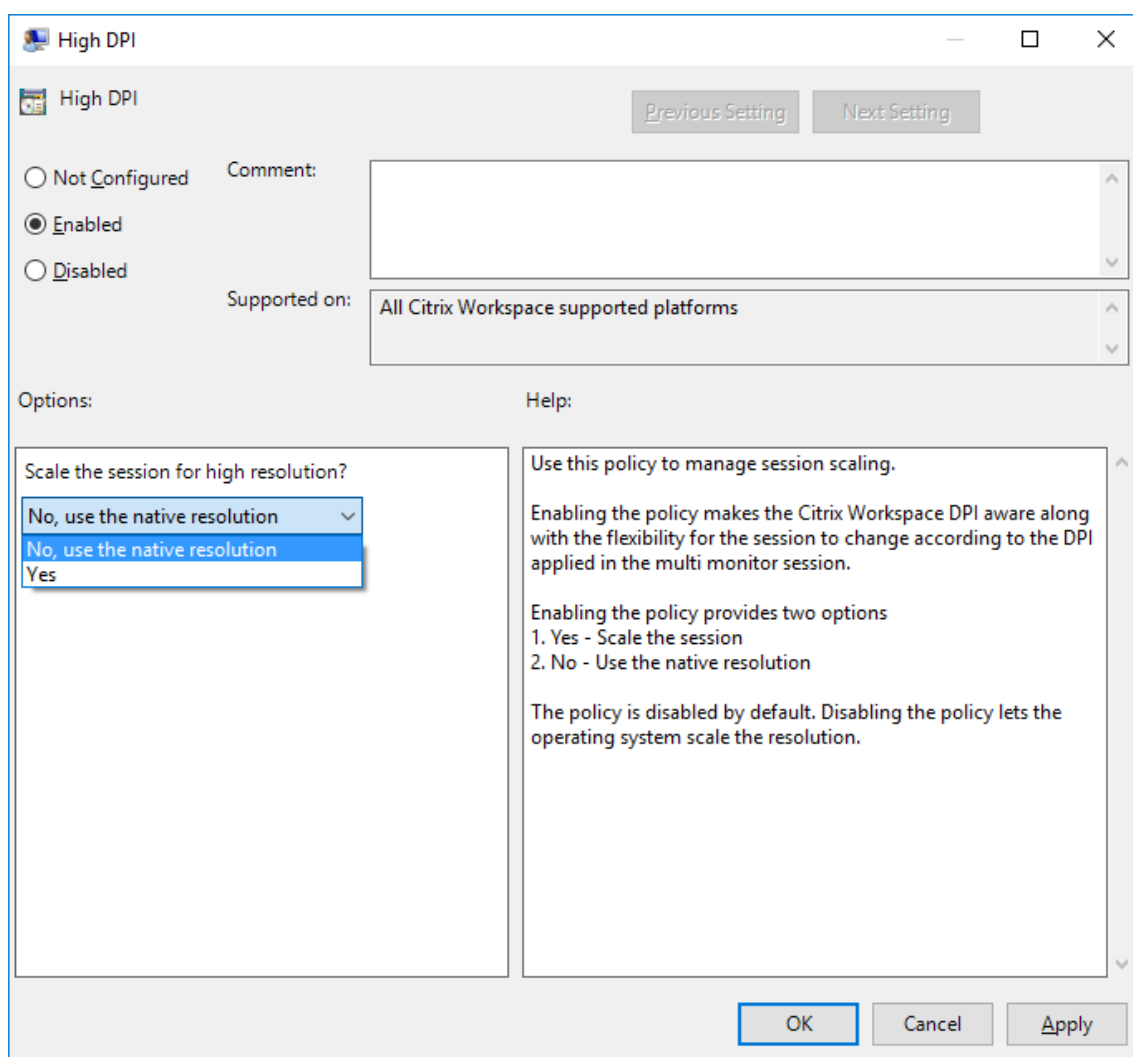 High DPI
High DPI
Previous Setting
Next Setting
Not Configured
Comment:
Enabled
Disabled
Supported on:
All Citrix Workspace supported platforms
Options:
Help:
Scale the session for high resolution?
No, use the native resolution
No, use the native resolution
Yes
Use this policy to manage session scaling.
Enabling the policy makes the Citrix Workspace DPI aware along
with the flexibility for the session to change according to the DPI
applied in the multi monitor session.
Enabling the policy provides two options
1. Yes - Scale the session
2. No - Use the native resolution
The policy is disabled by default. Disabling the policy lets the
operating system scale the resolution.
OK
Cancel
Apply